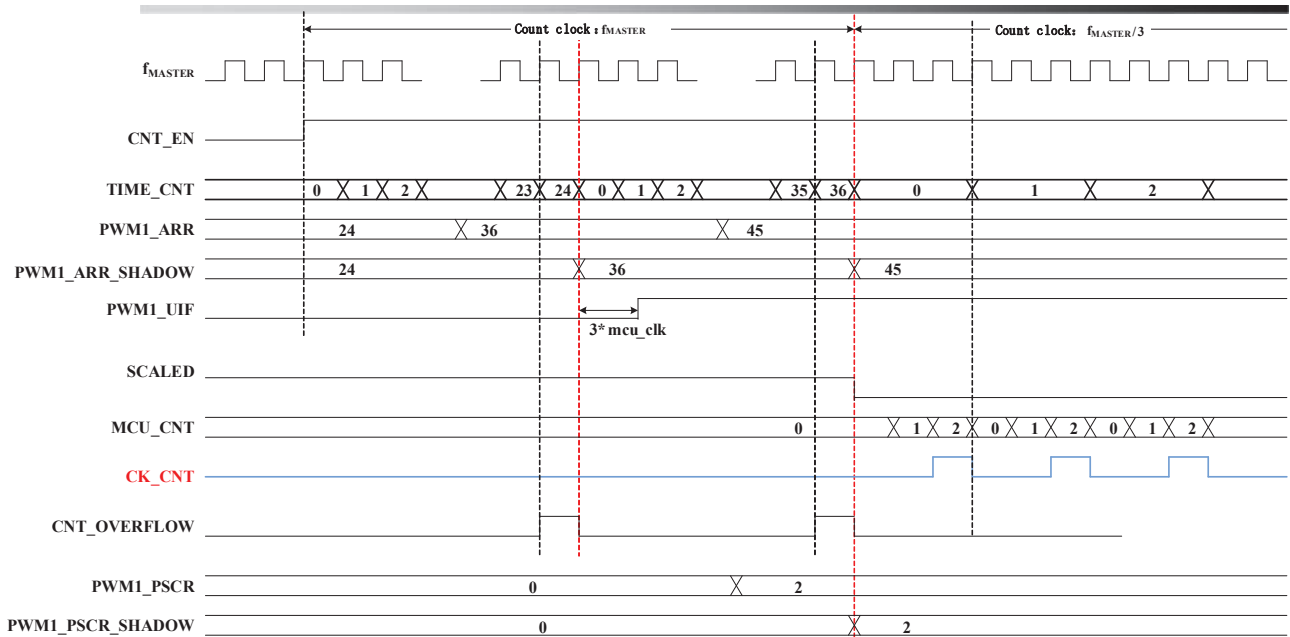 Count clock：fMASTER
Count clock： fMASTER/3
fMASTER
CNT_EN
TIME_CNT 0 1 2 23 24 0 1 2 35 36 0 1 2
PWM1_ARR 24 36 45
PWM1_ARR_SHADOW 24 36 45
PWM1_UIF
3* mcu_clk
SCALED
MCU_CNT 0 1 2 0 1 2 0 1 2
CK_CNT
CNT_OVERFLOW
PWM1_PSCR 0 2
PWM1_PSCR_SHADOW 0 2